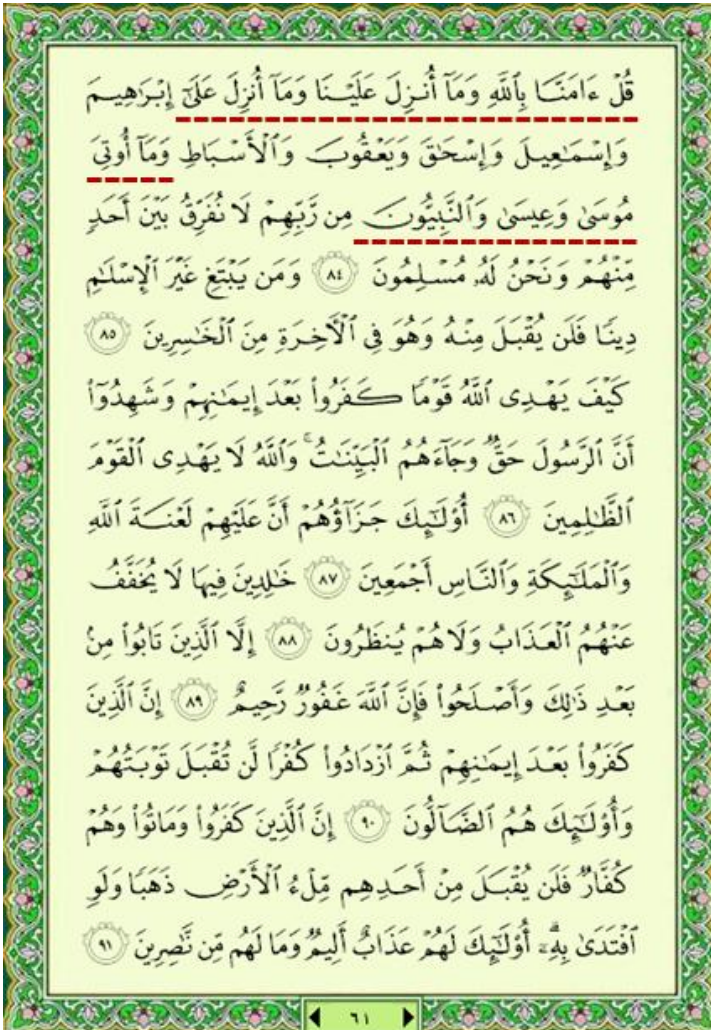 قُلۡ ءَامَنَّا بِٱللَّهِ وَمَآ أُنزِلَ عَلَيۡنَا وَمَآ أُنزِلَ عَلَىٰٓ إِبۡرَٰهِيمَ
وَإِسۡمَٰعِيلَ وَإِسۡحَٰقَ وَيَعۡقُوبَ وَٱلۡأَسۡبَاطِ وَمَآ أُوتِيَ
مُوسَىٰ وَعِيسَىٰ وَٱلنَّبِيُّونَ مِن رَّبِّهِمۡ لَا نُفَرِّقُ بَيۡنَ أَحَدٖ
مِّنۡهُمۡ وَنَحۡنُ لَهُۥ مُسۡلِمُونَ ٨٤ وَمَن يَبۡتَغِ غَيۡرَ ٱلۡإِسۡلَٰمِ
دِينٗا فَلَن يُقۡبَلَ مِنۡهُ وَهُوَ فِي ٱلۡأٓخِرَةِ مِنَ ٱلۡخَٰسِرِينَ ٨٥
كَيۡفَ يَهۡدِي ٱللَّهُ قَوۡمٗا كَفَرُواْ بَعۡدَ إِيمَٰنِهِمۡ وَشَهِدُوٓاْ
أَنَّ ٱلرَّسُولَ حَقّٞ وَجَآءَهُمُ ٱلۡبَيِّنَٰتُۚ وَٱللَّهُ لَا يَهۡدِي ٱلۡقَوۡمَ
ٱلظَّٰلِمِينَ ٨٦ أُوْلَٰٓئِكَ جَزَآؤُهُمۡ أَنَّ عَلَيۡهِمۡ لَعۡنَةَ ٱللَّهِ
وَٱلۡمَلَٰٓئِكَةِ وَٱلنَّاسِ أَجۡمَعِينَ ٨٧ خَٰلِدِينَ فِيهَا لَا يُخَفَّفُ
عَنۡهُمُ ٱلۡعَذَابُ وَلَا هُمۡ يُنظَرُونَ ٨٨ إِلَّا ٱلَّذِينَ تَابُواْ مِنۢ
بَعۡدِ ذَٰلِكَ وَأَصۡلَحُواْ فَإِنَّ ٱللَّهَ غَفُورٞ رَّحِيمٌ ٨٩ إِنَّ ٱلَّذِينَ
كَفَرُواْ بَعۡدَ إِيمَٰنِهِمۡ ثُمَّ ٱزۡدَادُواْ كُفۡرٗا لَّن تُقۡبَلَ تَوۡبَتُهُمۡ
وَأُوْلَٰٓئِكَ هُمُ ٱلضَّآلُّونَ ٩٠ إِنَّ ٱلَّذِينَ كَفَرُواْ وَمَاتُواْ وَهُمۡ
كُفَّارٞ فَلَن يُقۡبَلَ مِنۡ أَحَدِهِم مِّلۡءُ ٱلۡأَرۡضِ ذَهَبٗا وَلَوِ
ٱفۡتَدَىٰ بِهِۦٓۗ أُوْلَٰٓئِكَ لَهُمۡ عَذَابٌ أَلِيمٞ وَمَا لَهُم مِّن نَّٰصِرِينَ ٩١
٦١